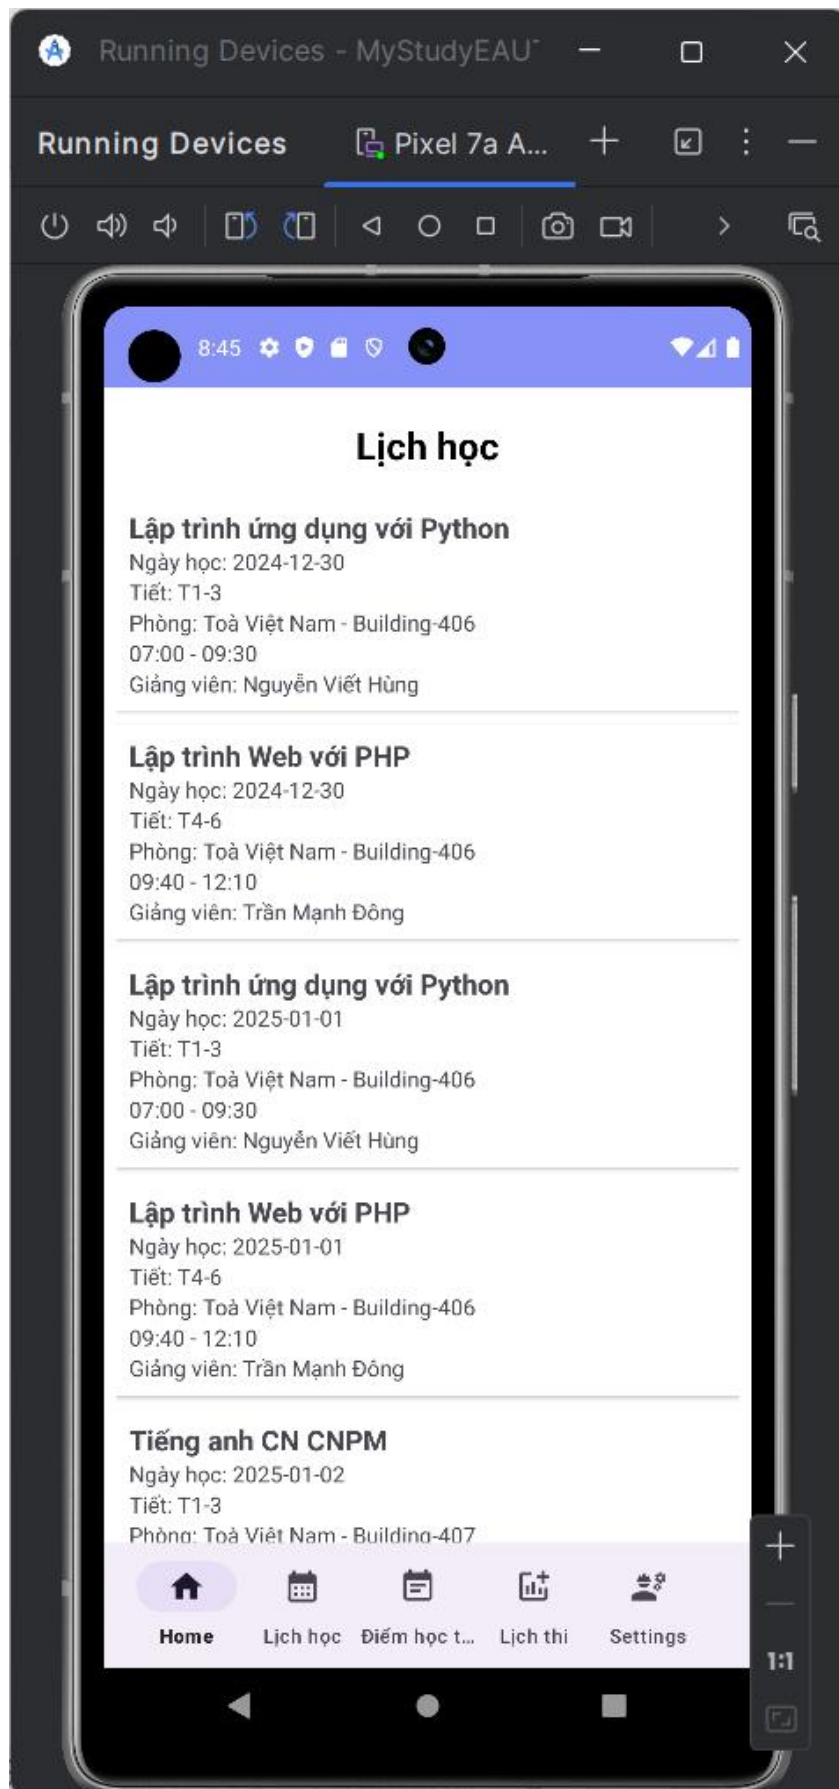 Running Devices - MyStudyEAUT
Running Devices
Pixel 7a A...
8:45
Lịch học
Lập trình ứng dụng với Python
Ngày học: 2024-12-30
Tiết: T1-3
Phòng: Toà Việt Nam - Building-406
07:00 - 09:30
Giảng viên: Nguyễn Viết Hùng
Lập trình Web với PHP
Ngày học: 2024-12-30
Tiết: T4-6
Phòng: Toà Việt Nam - Building-406
09:40 - 12:10
Giảng viên: Trần Mạnh Đông
Lập trình ứng dụng với Python
Ngày học: 2025-01-01
Tiết: T1-3
Phòng: Toà Việt Nam - Building-406
07:00 - 09:30
Giảng viên: Nguyễn Viết Hùng
Lập trình Web với PHP
Ngày học: 2025-01-01
Tiết: T4-6
Phòng: Toà Việt Nam - Building-406
09:40 - 12:10
Giảng viên: Trần Mạnh Đông
Tiếng anh CN CNPM
Ngày học: 2025-01-02
Tiết: T1-3
Phòng: Toà Việt Nam - Building-407
Home
Lịch học
Điểm học t...
Lịch thi
Settings
1:1